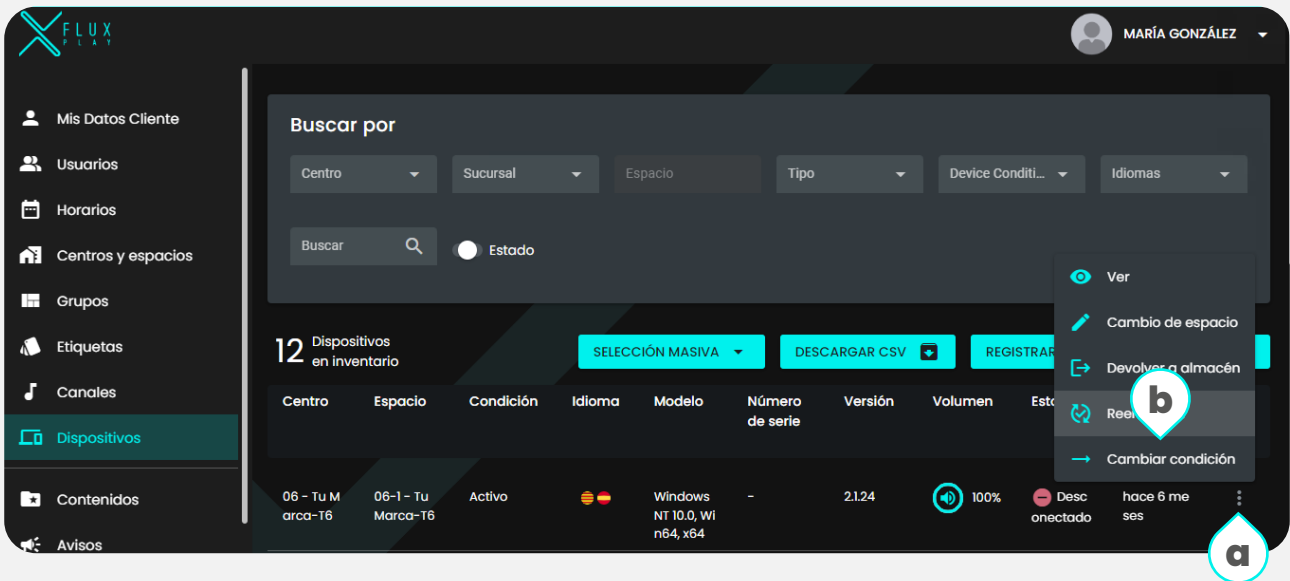 FLUX
PLAY
MARÍA GONZÁLEZ
Mis Datos Cliente
Usuarios
Horarios
Centros y espacios
Grupos
Etiquetas
Canales
Dispositivos
Contenidos
Avisos
Buscar por
Centro
Sucursal
Espacio
Tipo
Device Conditi...
Idiomas
Buscar
Estado
Ver
Cambio de espacio
Devolver a almacén
Cambiar condición
12 Dispositivos
en inventario
SELECCIÓN MASIVA
DESCARGAR CSV
REGISTRAR
Centro
Espacio
Condición
Idioma
Modelo
Número
de serie
Versión
Volumen
06 - Tu M
arca-T6
06-1 - Tu
Marca-T6
Activo
Windows
NT 10.0, Wi
n64, x64
-
2.1.24
100%
Desc
onectado
hace 6 me
ses
b
a